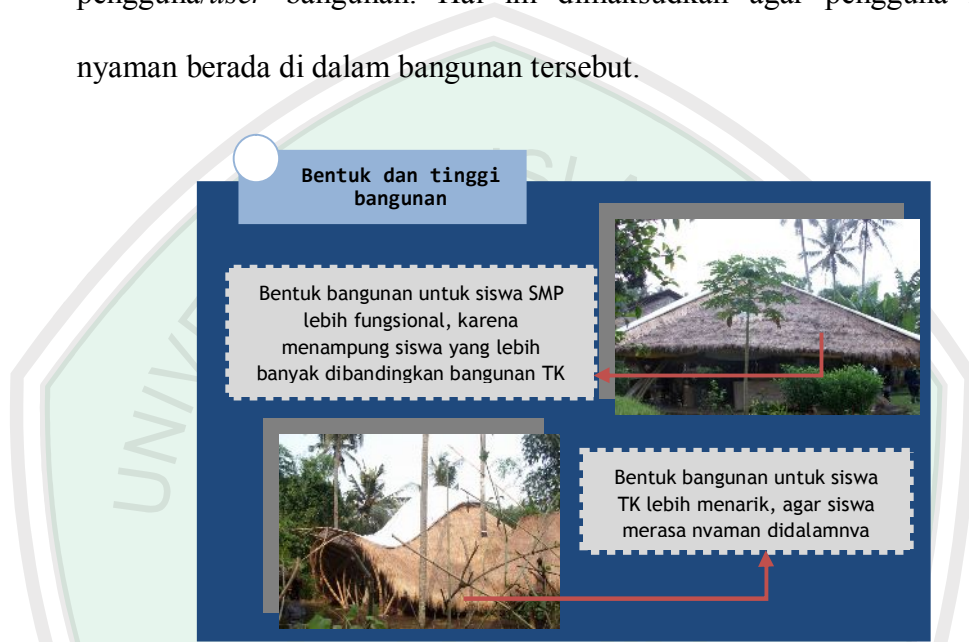 pengguna/user bangunan. Hal ini dimaksudkan agar pengguna
nyaman berada di dalam bangunan tersebut.
Bentuk dan tinggi
bangunan
Bentuk bangunan untuk siswa SMP
lebih fungsional, karena
menampung siswa yang lebih
banyak dibandingkan bangunan TK
Bentuk bangunan untuk siswa
TK lebih menarik, agar siswa
merasa nyaman didalamnya